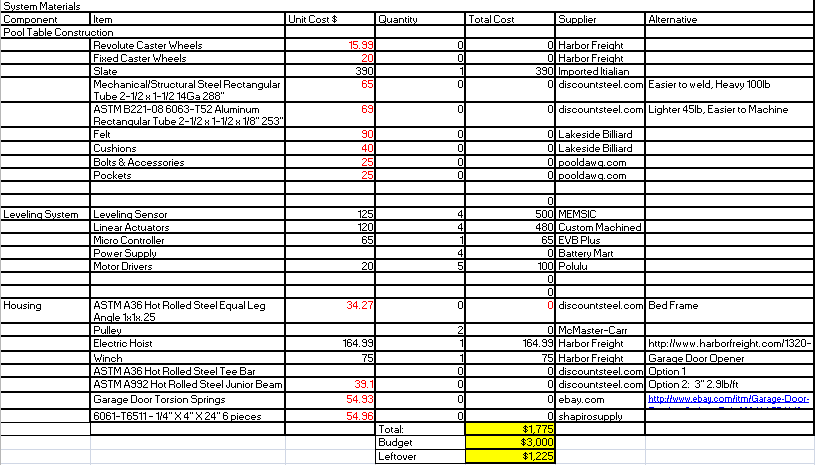 System Materials
Component Item Unit Cost $ Quantity Total Cost Supplier Alternative
Pool Table Construction
Revolute Caster Wheels 15.99 0 0 Harbor Freight
Fixed Caster Wheels 20 0 0 Harbor Freight
Slate 390 1 390 Imported Itialian
Mechanical/Structural Steel Rectangular 65 0 0 discountsteel.com Easier to weld, Heavy 100lb
Tube 2-1/2 x 1-1/2 14Ga 288"
ASTM B221-08 6063-T52 Aluminum 69 0 0 discountsteel.com Lighter 45lb, Easier to Machine
Rectangular Tube 2-1/2 x 1-1/2 x 1/8" 253"
Felt 90 0 0 Lakeside Billiard
Cushions 40 0 0 Lakeside Billiard
Bolts & Accessories 25 0 0 pooldawg.com
Pockets 25 0 0 pooldawg.com
0
Leveling System Leveling Sensor 125 4 500 MEMSIC
Linear Actuators 120 4 480 Custom Machined
Micro Controller 65 1 65 EVB Plus
Power Supply 4 0 Battery Mart
Motor Drivers 20 5 100 Polulu
0
0
Housing ASTM A36 Hot Rolled Steel Equal Leg 34.27 0 0 discountsteel.com Bed Frame
Angle 1x1x.25
Pulley 2 0 McMaster-Carr
Electric Hoist 164.99 1 164.99 Harbor Freight http://www.harborfreight.com/1320-
Winch 75 1 75 Harbor Freight Garage Door Opener
ASTM A36 Hot Rolled Steel Tee Bar 0 0 discountsteel.com Option 1
ASTM A992 Hot Rolled Steel Junior Beam 39.1 0 0 discountsteel.com Option 2: 3" 2.9lb/ft
Garage Door Torsion Springs 54.93 0 0 ebay.com http://www.ebay.com/itm/Garage-Door-
6061-T6511 - 1/4" X 4" X 24" 6 pieces 54.96 0 0 shapirosupply
Total: $1,775
Budget $3,000
Leftover $1,225